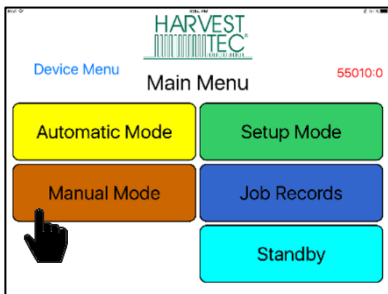 HARVEST
TEC
Device Menu
Main Menu
55010:0
Automatic Mode
Setup Mode
Manual Mode
Job Records
Standby